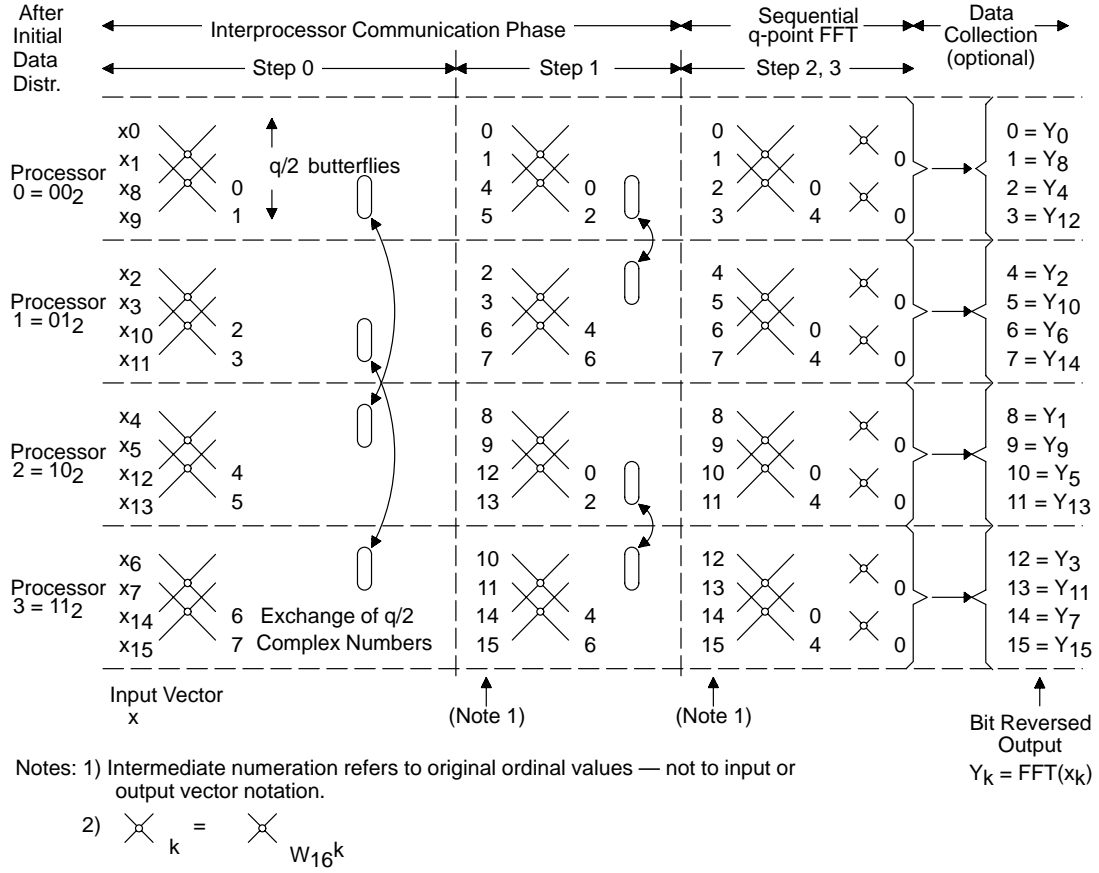 After
Initial
Data
Distr.
Interprocessor Communication Phase
Sequential
q-point FFT
Data
Collection
(optional)
Step 0
Step 1
Step 2, 3
Processor
0 = 00₂
x0
x₁
x₈ 0
x₉ 1
q/2 butterflies
0
1
4 0
5 2
0
1 0
2 0
3 4 0
0 = Y₀
1 = Y₈
2 = Y₄
3 = Y₁₂
Processor
1 = 01₂
x₂
x₃
x₁₀ 2
x₁₁ 3
2
3
6 4
7 6
4
5 0
6 0
7 4 0
4 = Y₂
5 = Y₁₀
6 = Y₆
7 = Y₁₄
Processor
2 = 10₂
x₄
x₅
x₁₂ 4
x₁₃ 5
8
9
12 0
13 2
8
9 0
10 0
11 4 0
8 = Y₁
9 = Y₉
10 = Y₅
11 = Y₁₃
Processor
3 = 11₂
x₆
x₇
x₁₄ 6
x₁₅ 7
Exchange of q/2
Complex Numbers
10
11
14 4
15 6
12
13 0
14 0
15 4 0
12 = Y₃
13 = Y₁₁
14 = Y₇
15 = Y₁₅
Input Vector
x
(Note 1)
(Note 1)
Bit Reversed
Output
Yₖ = FFT(xₖ)
Notes: 1) Intermediate numeration refers to original ordinal values — not to input or
output vector notation.
2) k = W₁₆ᵏ